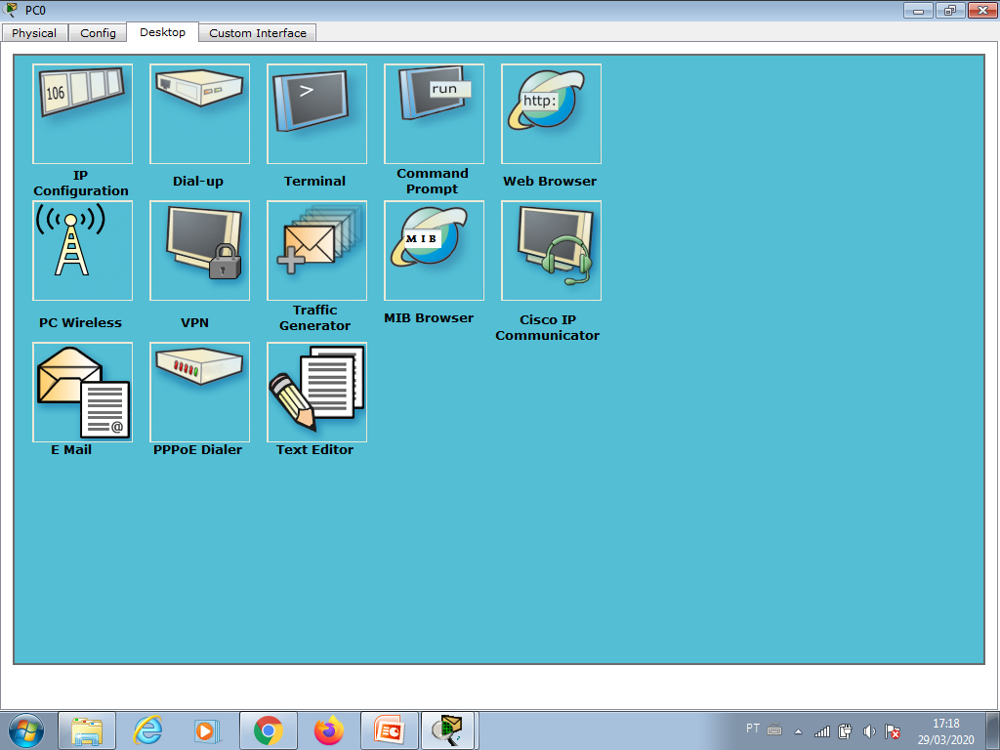 PC0
Physical Config Desktop Custom Interface
106
>
run
http:
IP
Configuration
Dial-up
Terminal
Command
Prompt
Web Browser
MIB
PC Wireless
VPN
Traffic
Generator
MIB Browser
Cisco IP
Communicator
@
E Mail
PPPoE Dialer
Text Editor
PT
17:18
29/03/2020